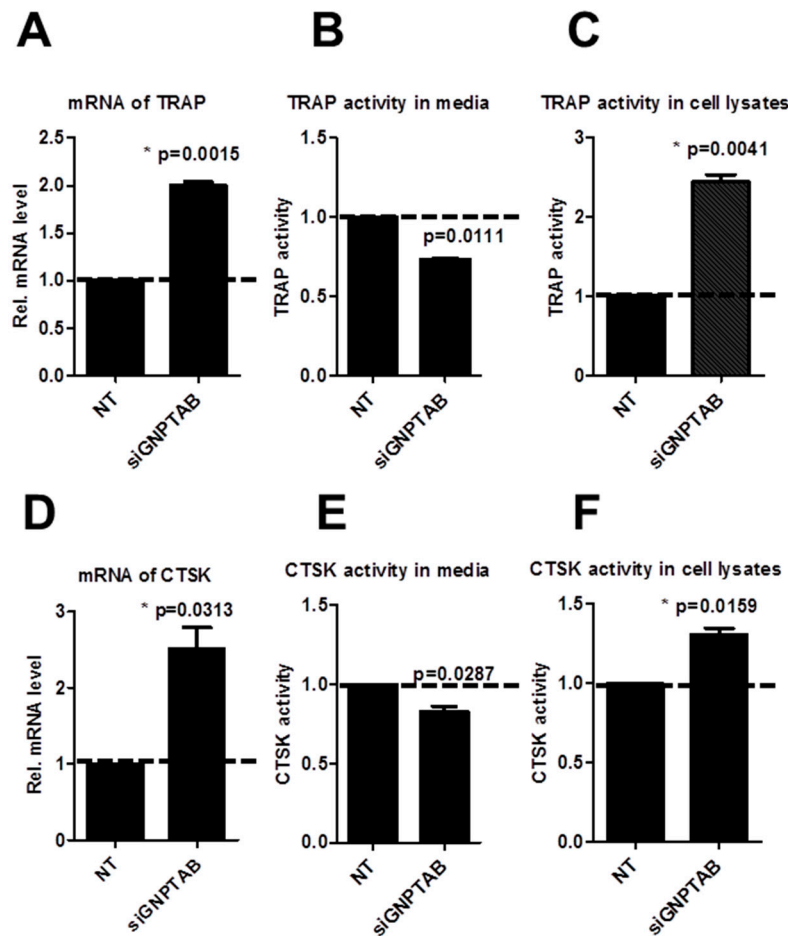 A
B
C
mRNA of TRAP
TRAP activity in media
TRAP activity in cell lysates
Rel. mRNA level
2.5
2.0
1.5
1.0
0.5
0.0
* p=0.0015
NT
siGNPTAB
TRAP activity
1.5
1.0
0.5
0.0
p=0.0111
NT
siGNPTAB
TRAP activity
3
2
1
0
* p=0.0041
NT
siGNPTAB
D
E
F
mRNA of CTSK
CTSK activity in media
CTSK activity in cell lysates
Rel. mRNA level
3
2
1
0
* p=0.0313
NT
siGNPTAB
CTSK activity
1.5
1.0
0.5
0.0
p=0.0287
NT
siGNPTAB
CTSK activity
1.5
1.0
0.5
0.0
* p=0.0159
NT
siGNPTAB